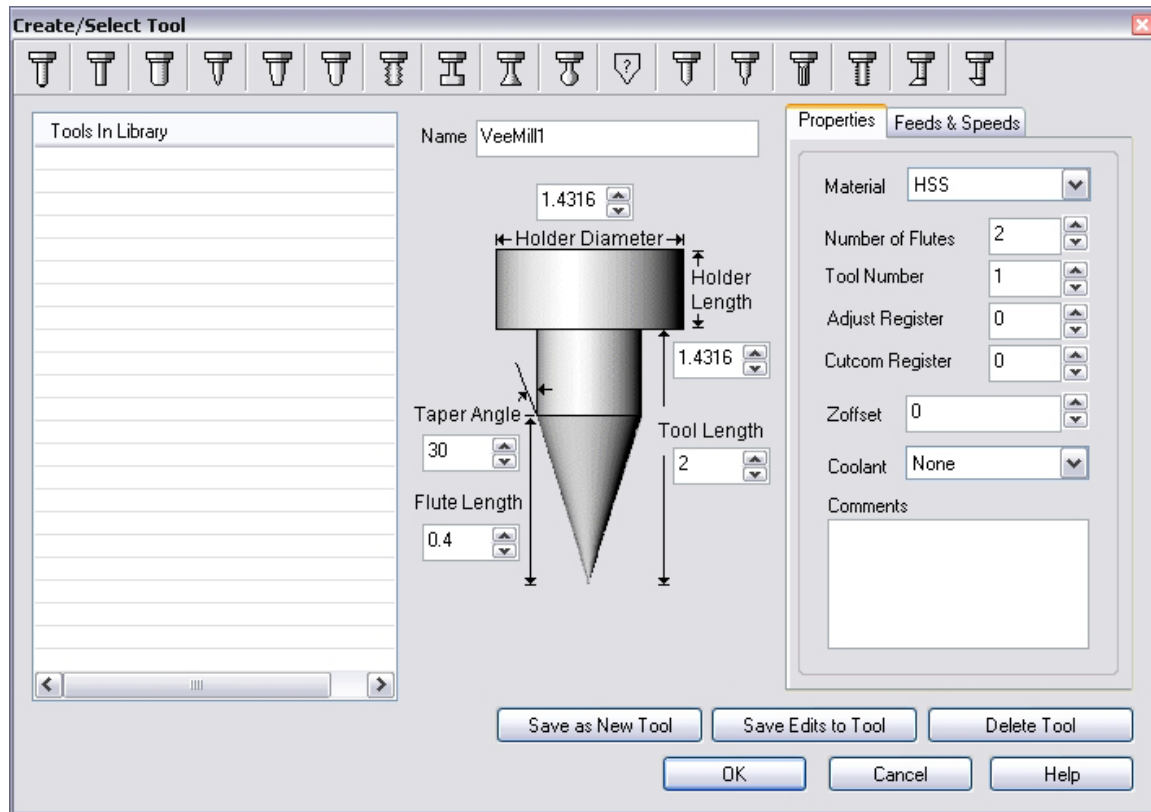 Create/Select Tool
?
Tools In Library
Name VeeMill1
1.4316
Holder Diameter
Holder
Length
1.4316
Taper Angle
30
Tool Length
2
Flute Length
0.4
Properties Feeds & Speeds
Material HSS
Number of Flutes 2
Tool Number 1
Adjust Register 0
Cutcom Register 0
Zoffset 0
Coolant None
Comments
Save as New Tool Save Edits to Tool Delete Tool
OK Cancel Help